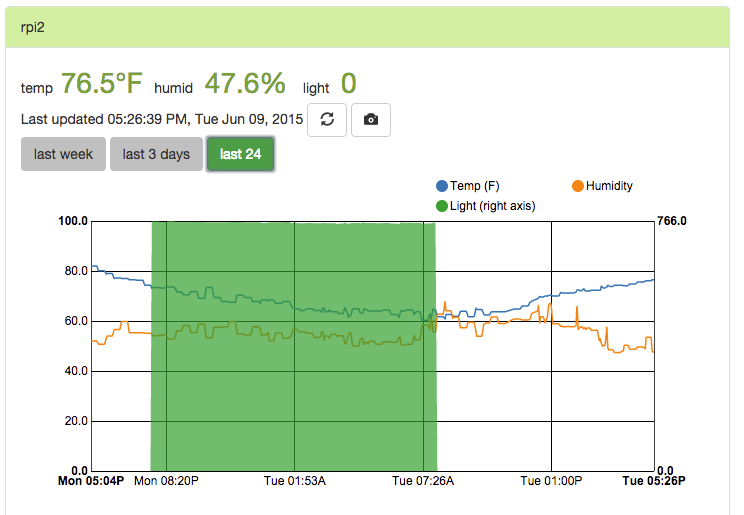 rpi2
temp 76.5°F humid 47.6% light 0
Last updated 05:26:39 PM, Tue Jun 09, 2015
last week last 3 days last 24
Temp (F) Humidity
Light (right axis)
100.0 766.0
80.0
60.0
40.0
20.0
0.0 0.0
Mon 05:04P Mon 08:20P Tue 01:53A Tue 07:26A Tue 01:00P Tue 05:26P